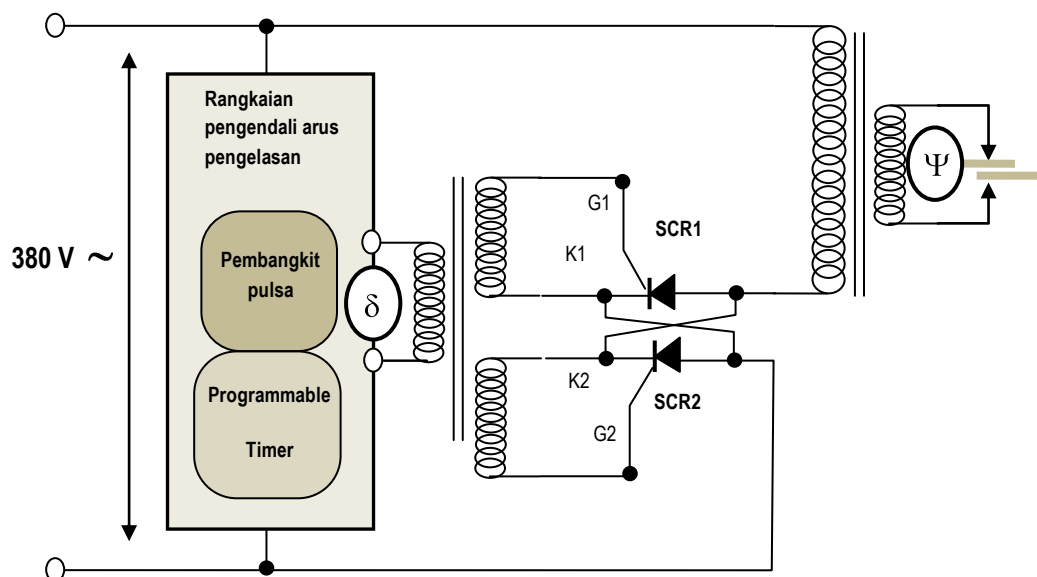 Rangkaian
pengendali arus
pengelasan
380 V ~
Pembangkit
pulsa
δ
Programmable
Timer
G1
SCR1
K1
K2
SCR2
G2
Ψ